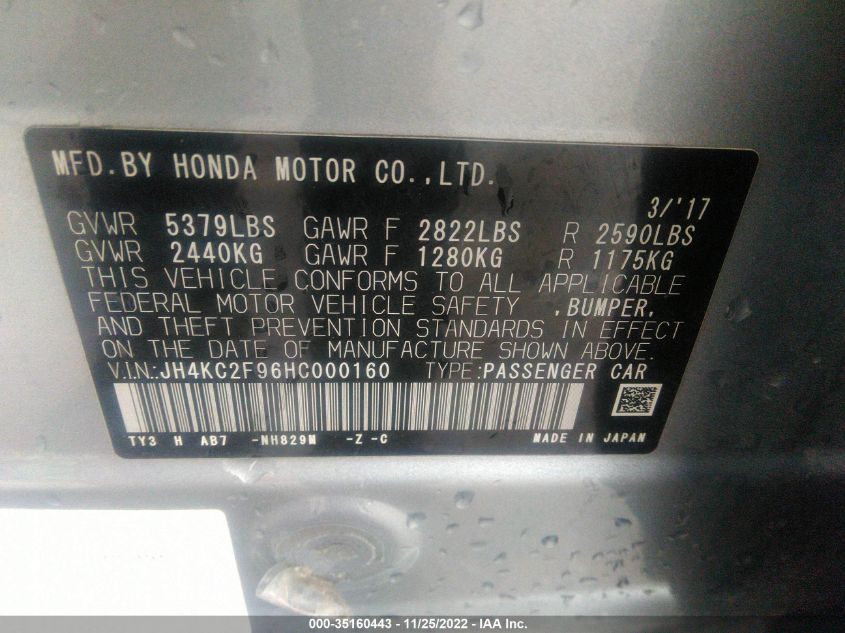 MFD.BY HONDA MOTOR CO.,LTD.
3/'17
GVWR 5379LBS GAWR F 2822LBS R 2590LBS
GVWR 2440KG GAWR F 1280KG R 1175KG
THIS VEHICLE CONFORMS TO ALL APPLICABLE
FEDERAL MOTOR VEHICLE SAFETY ,BUMPER,
AND THEFT PREVENTION STANDARDS IN EFFECT
ON THE DATE OF MANUFACTURE SHOWN ABOVE.
V.I.N.:JH4KC2F96HC000160 TYPE:PASSENGER CAR
TY3 H AB7 -NH829M -Z -C MADE IN JAPAN
000-35160443 - 11/25/2022 - IAA Inc.